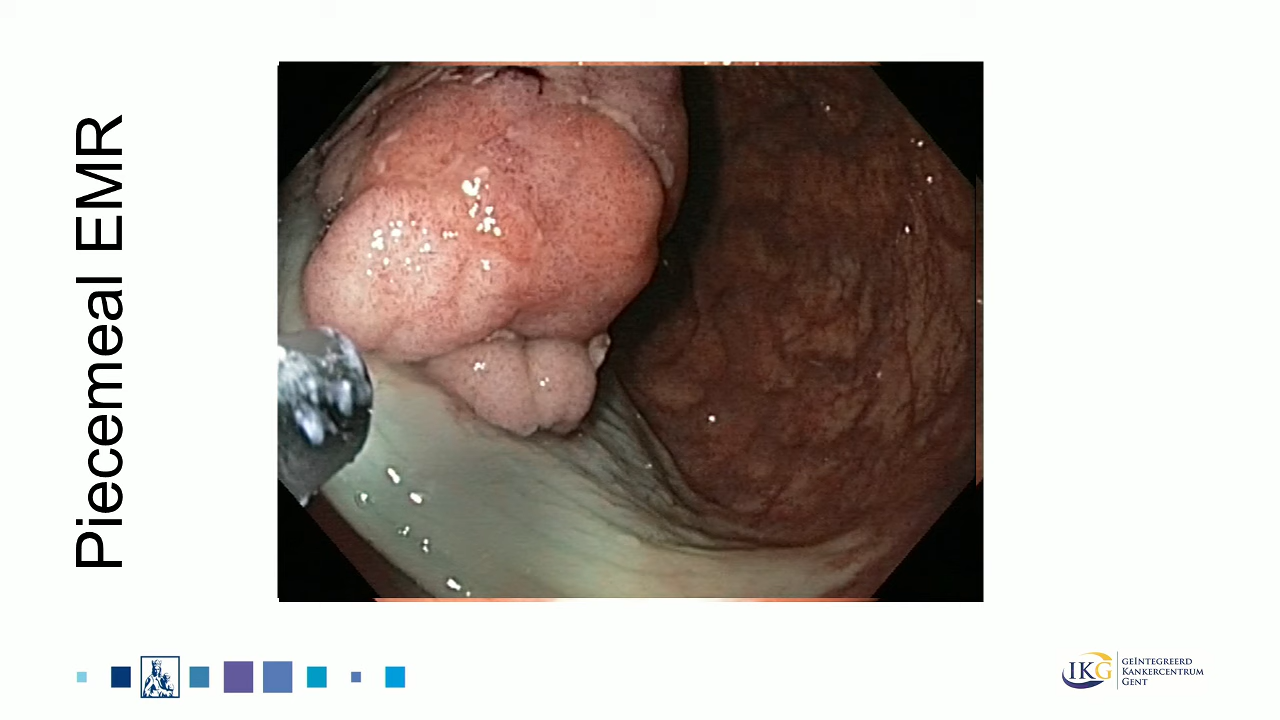 Piecemeal EMR
IKG
GEÏNTEGREERD
KANKERCENTRUM
GENT